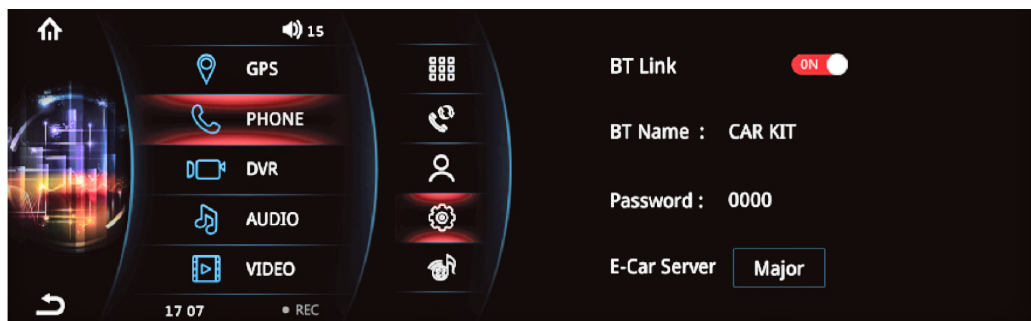 15
GPS
PHONE
DVR
AUDIO
VIDEO
17 07 REC
BT Link ON
BT Name : CAR KIT
Password : 0000
E-Car Server Major